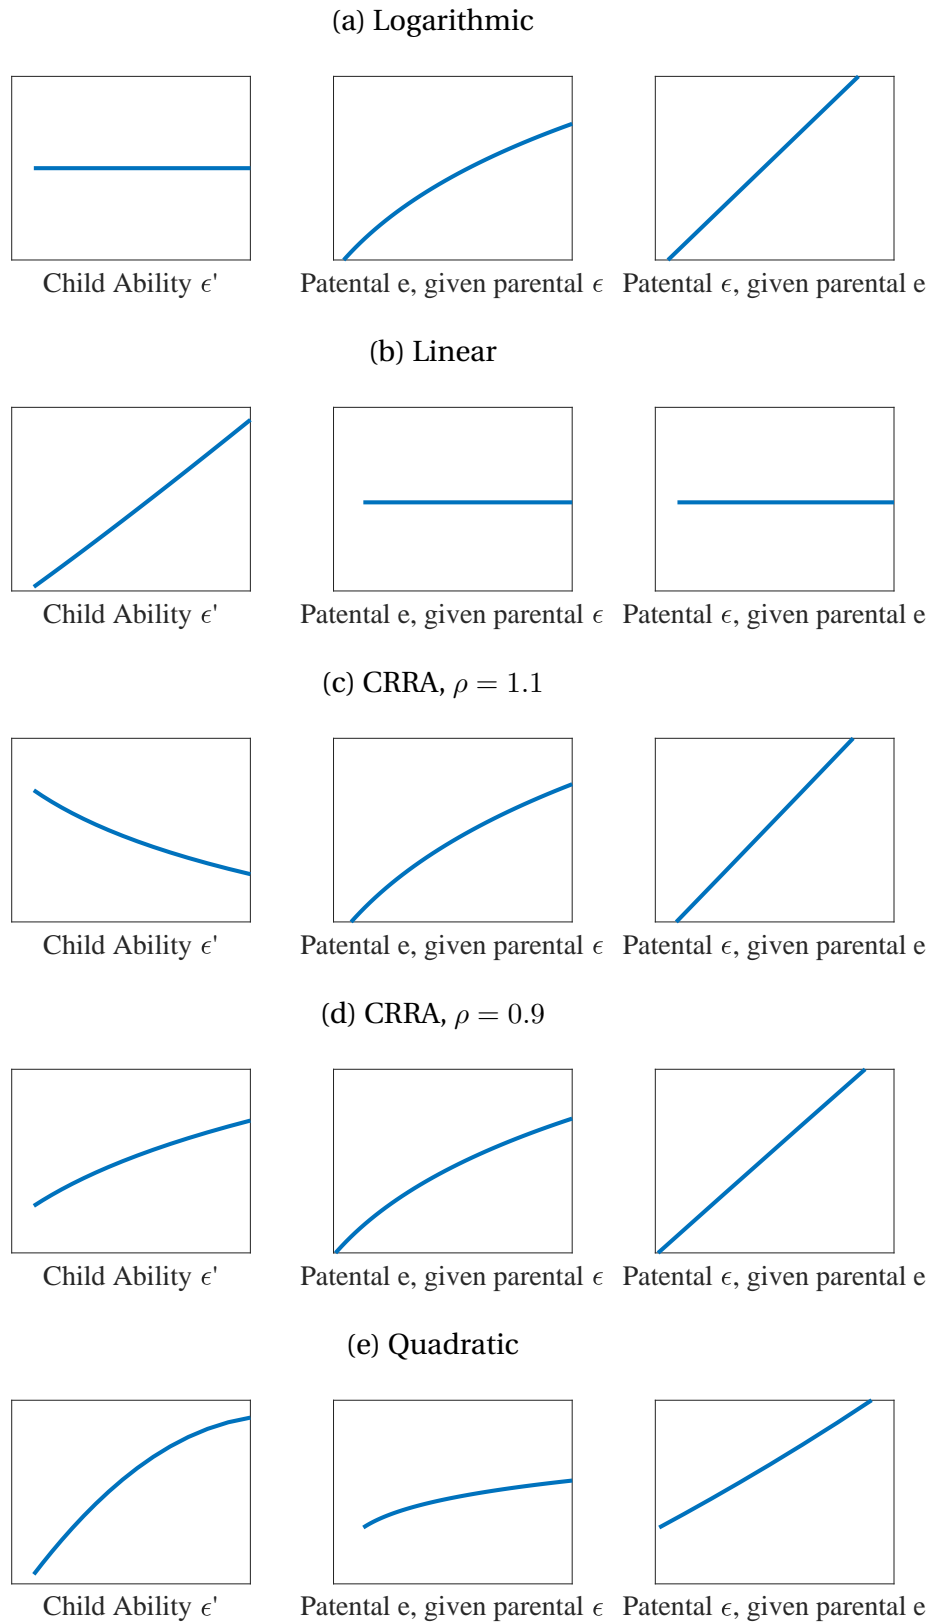 (a) Logarithmic
Child Ability ϵ' Patental e, given parental ϵ Patental ϵ, given parental e
(b) Linear
Child Ability ϵ' Patental e, given parental ϵ Patental ϵ, given parental e
(c) CRRA, ρ = 1.1
Child Ability ϵ' Patental e, given parental ϵ Patental ϵ, given parental e
(d) CRRA, ρ = 0.9
Child Ability ϵ' Patental e, given parental ϵ Patental ϵ, given parental e
(e) Quadratic
Child Ability ϵ' Patental e, given parental ϵ Patental ϵ, given parental e